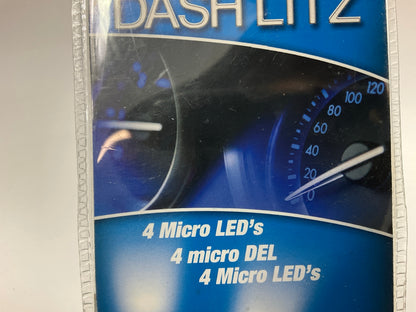 DASH LITZ
120
100
80
60
40
20
0
4 Micro LED's
4 micro DEL
4 Micro LED's